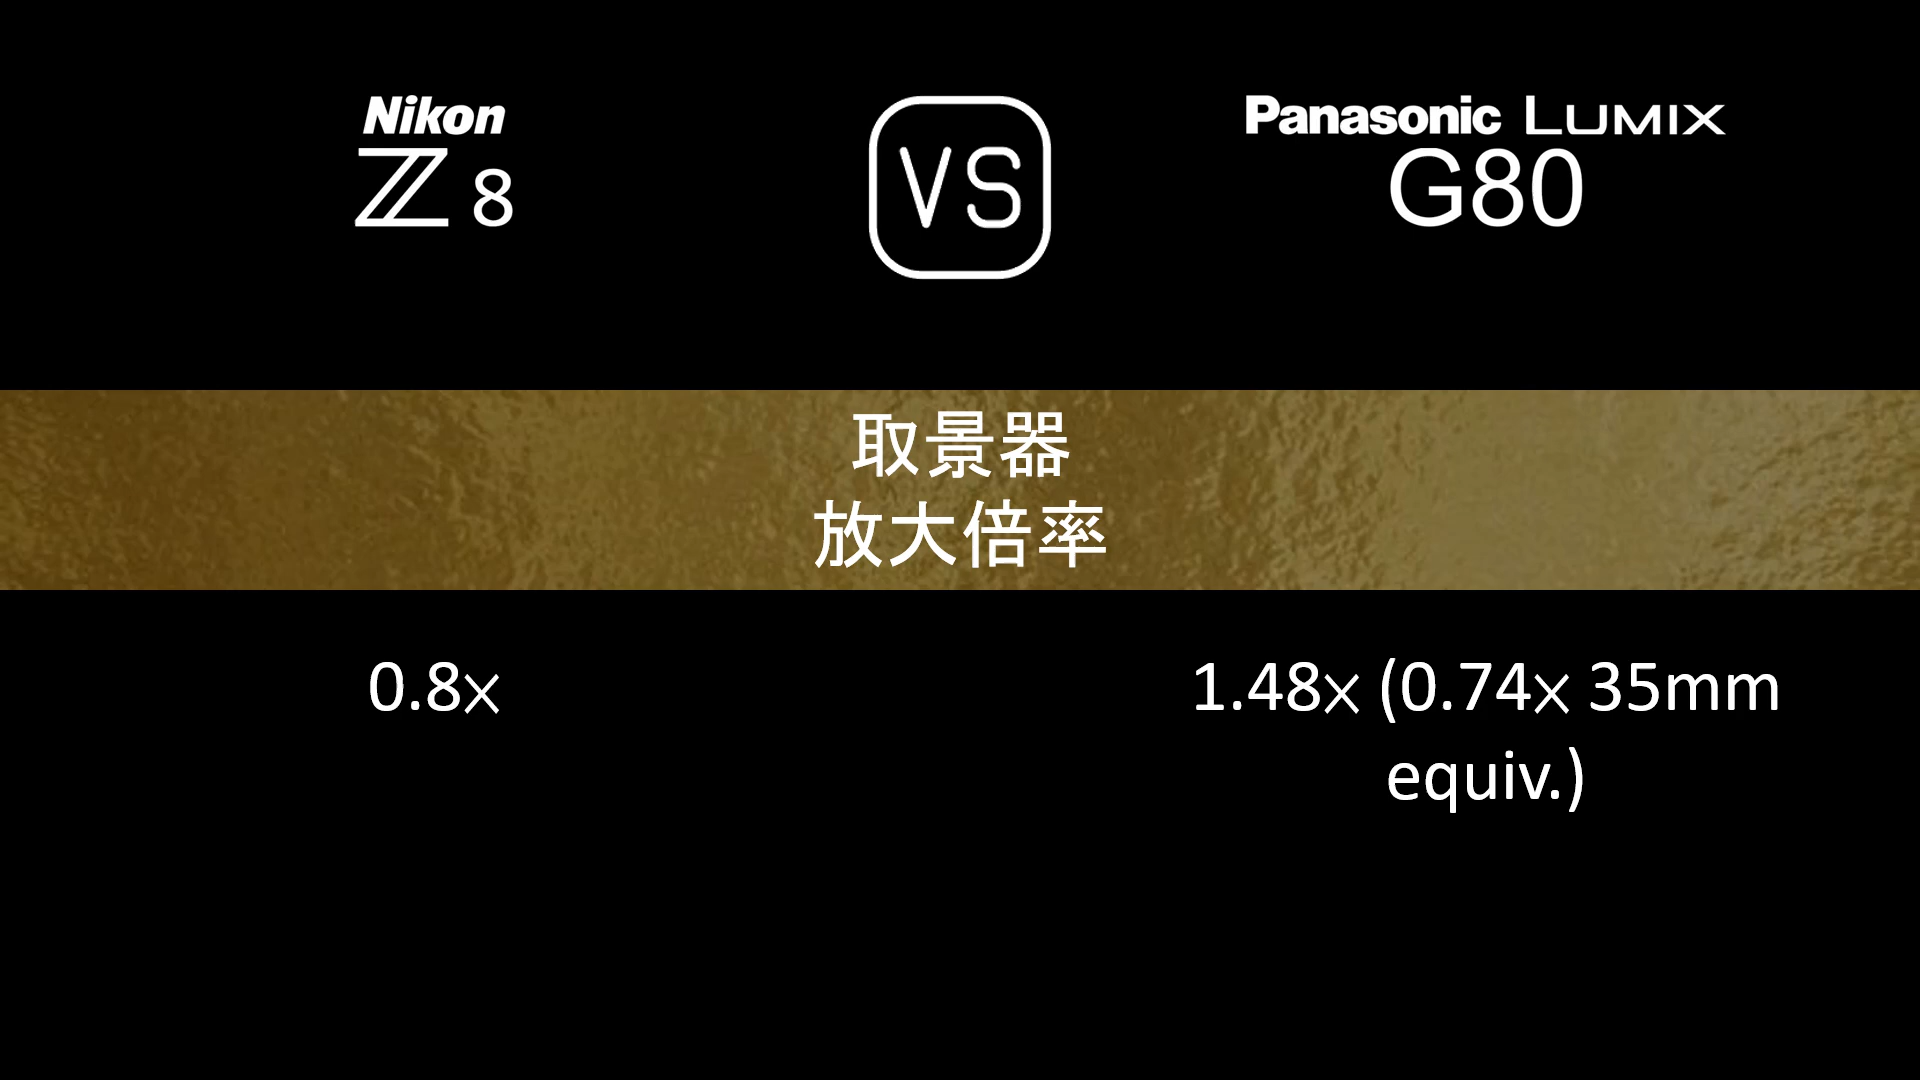 Nikon
Z 8
VS
Panasonic LUMIX
G80
取景器
放大倍率
0.8x
1.48x (0.74x 35mm
equiv.)